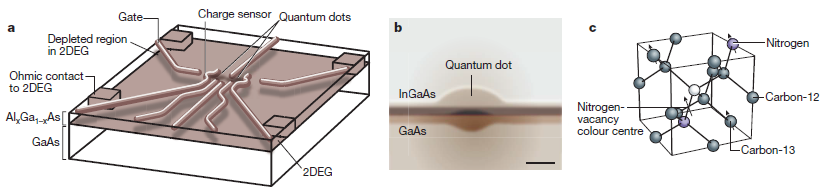 a
Gate
Charge sensor
Quantum dots
Depleted region
in 2DEG
Ohmic contact
to 2DEG
AlxGa1–xAs
GaAs
2DEG
b
Quantum dot
InGaAs
GaAs
c
Nitrogen
Carbon-12
Nitrogen-
vacancy
colour centre
Carbon-13